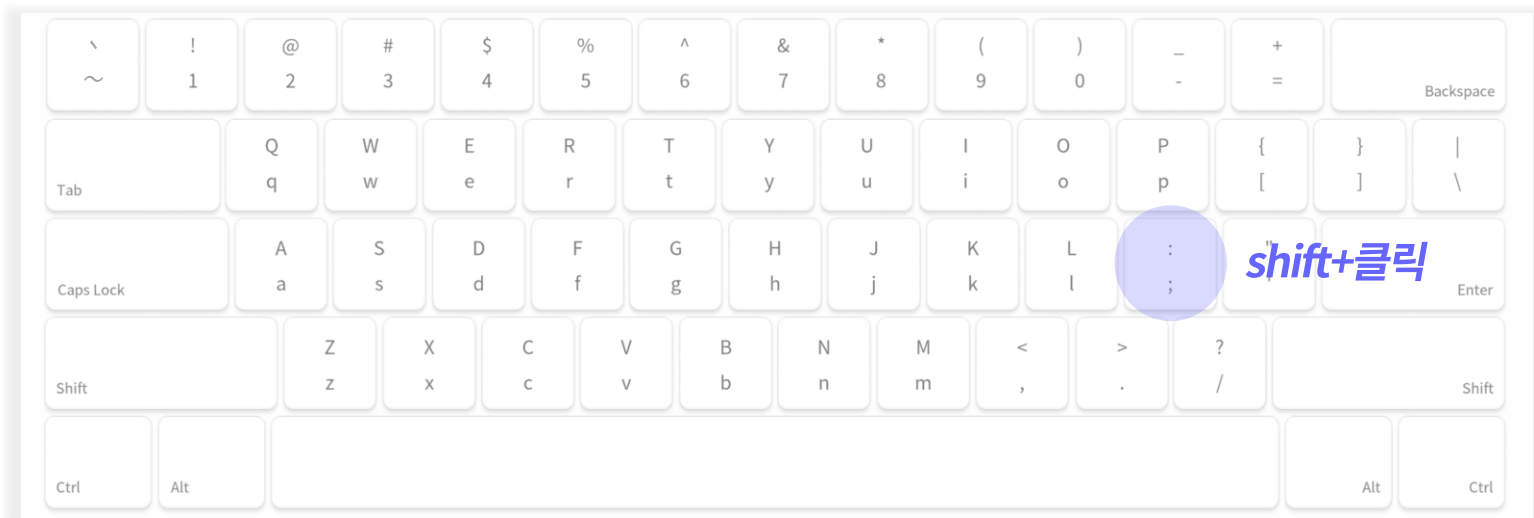 、 ! @ # $ % ^ & * ( ) _ +
～ 1 2 3 4 5 6 7 8 9 0 - =
Backspace
Q W E R T Y U I O P { } |
Tab q w e r t y u i o p [ ] \
A S D F G H J K L : "
shift+클릭
Caps Lock a s d f g h j k l ; Enter
Z X C V B N M < > ?
Shift z x c v b n m , . / Shift
Ctrl Alt Alt Ctrl